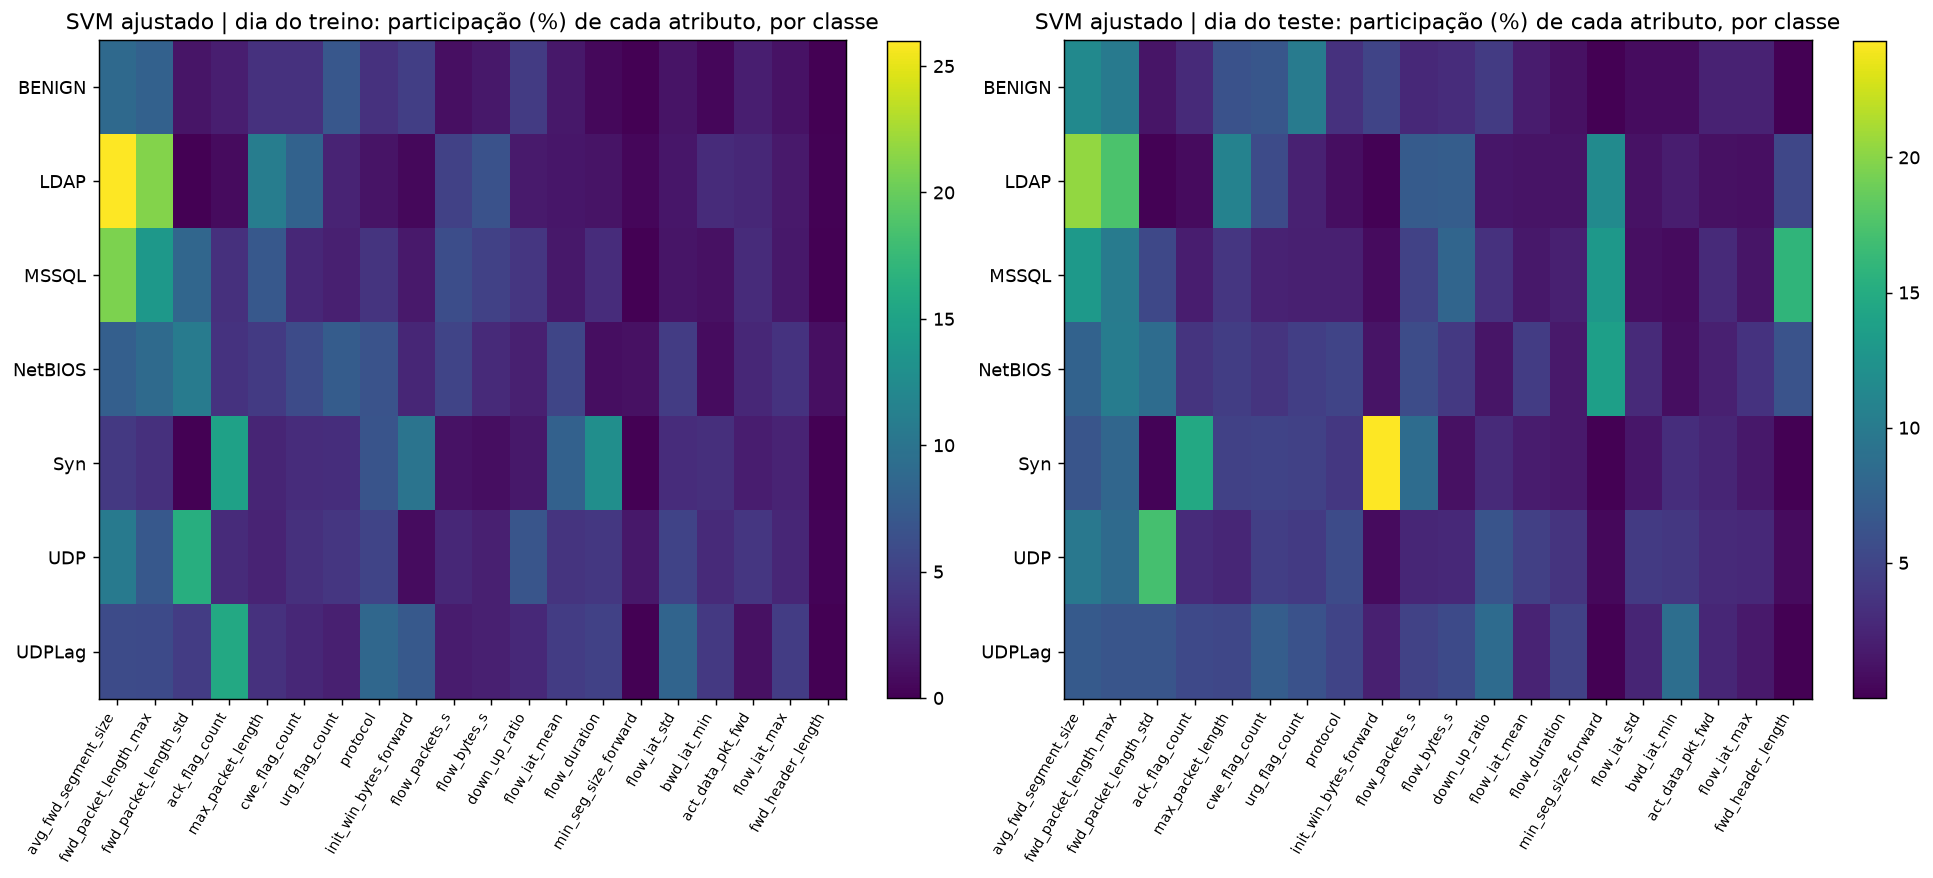 SVM ajustado | dia do treino: participação (%) de cada atributo, por classe
BENIGN
LDAP
MSSQL
NetBIOS
Syn
UDP
UDPLag
avg_fwd_segment_size
fwd_packet_length_max
fwd_packet_length_std
ack_flag_count
max_packet_length
cwe_flag_count
urg_flag_count
protocol
init_win_bytes_forward
flow_packets_s
flow_bytes_s
down_up_ratio
flow_iat_mean
flow_duration
min_seg_size_forward
flow_iat_std
bwd_iat_min
act_data_pkt_fwd
flow_iat_max
fwd_header_length
25
20
15
10
5
0
SVM ajustado | dia do teste: participação (%) de cada atributo, por classe
BENIGN
LDAP
MSSQL
NetBIOS
Syn
UDP
UDPLag
avg_fwd_segment_size
fwd_packet_length_max
fwd_packet_length_std
ack_flag_count
max_packet_length
cwe_flag_count
urg_flag_count
protocol
init_win_bytes_forward
flow_packets_s
flow_bytes_s
down_up_ratio
flow_iat_mean
flow_duration
min_seg_size_forward
flow_iat_std
bwd_iat_min
act_data_pkt_fwd
flow_iat_max
fwd_header_length
20
15
10
5